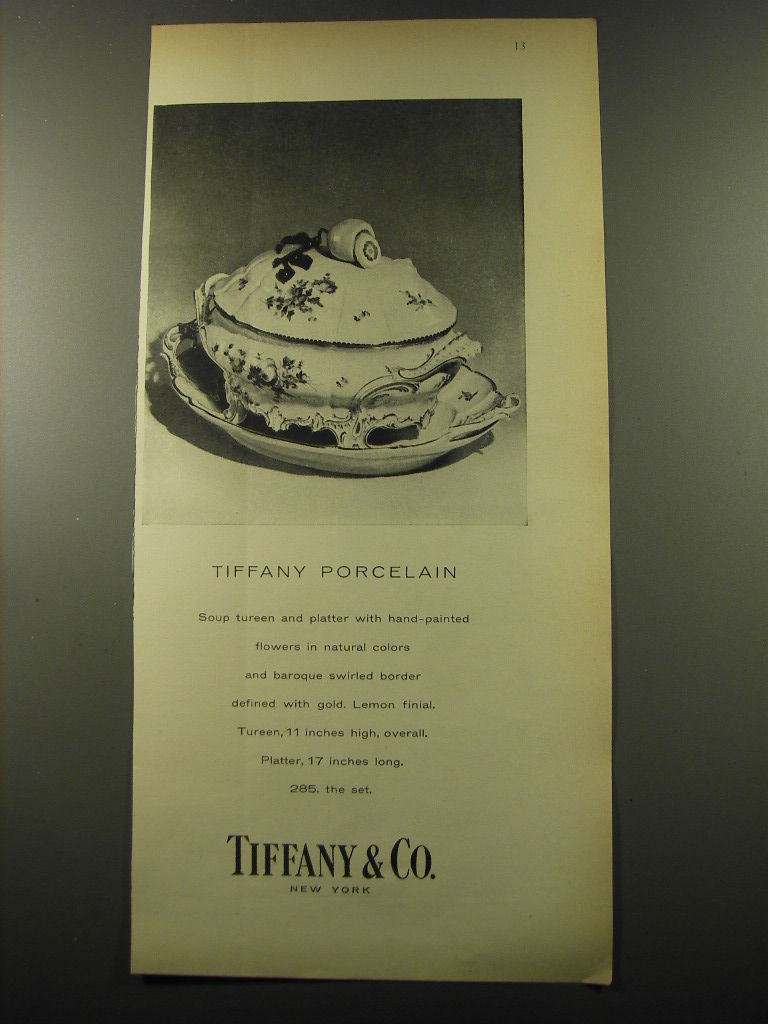 13
TIFFANY PORCELAIN
Soup tureen and platter with hand-painted
flowers in natural colors
and baroque swirled border
defined with gold. Lemon finial.
Tureen, 11 inches high, overall.
Platter, 17 inches long.
285. the set.
TIFFANY & CO.
NEW YORK